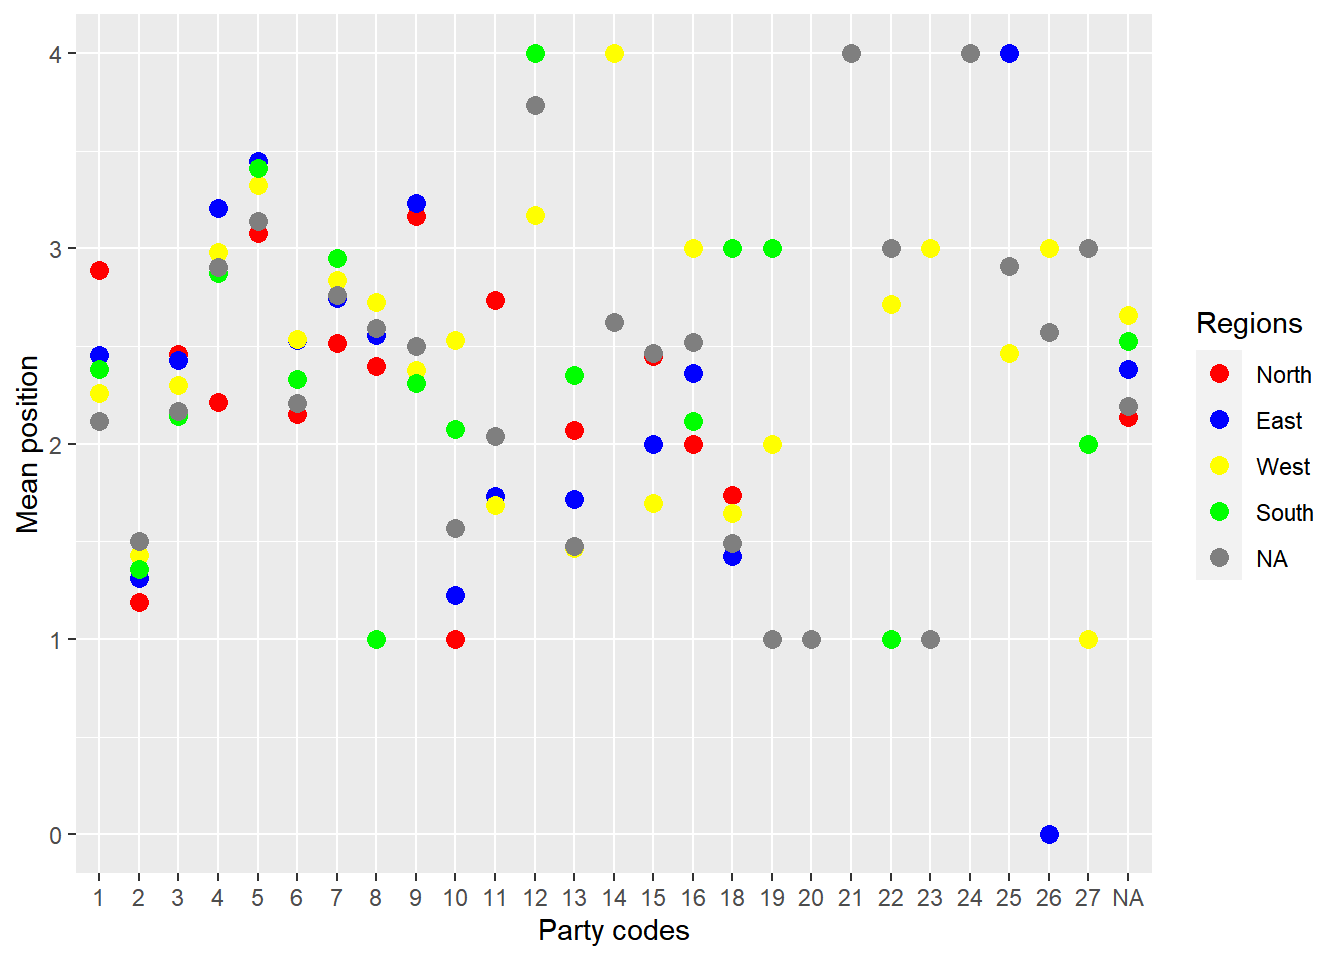 4
3
2
1
0
Mean position
1 2 3 4 5 6 7 8 9 10 11 12 13 14 15 16 18 19 20 21 22 23 24 25 26 27 NA
Party codes
Regions
North
East
West
South
NA